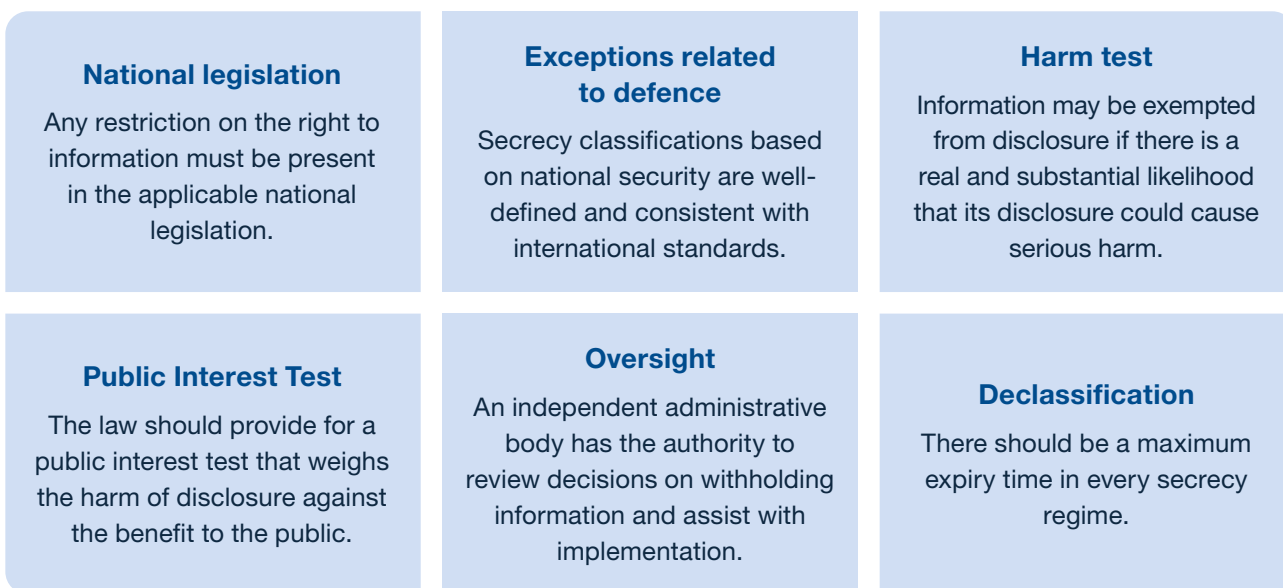 National legislation
Any restriction on the right to
information must be present
in the applicable national
legislation.
Exceptions related
to defence
Secrecy classifications based
on national security are well-
defined and consistent with
international standards.
Harm test
Information may be exempted
from disclosure if there is a
real and substantial likelihood
that its disclosure could cause
serious harm.
Public Interest Test
The law should provide for a
public interest test that weighs
the harm of disclosure against
the benefit to the public.
Oversight
An independent administrative
body has the authority to
review decisions on withholding
information and assist with
implementation.
Declassification
There should be a maximum
expiry time in every secrecy
regime.